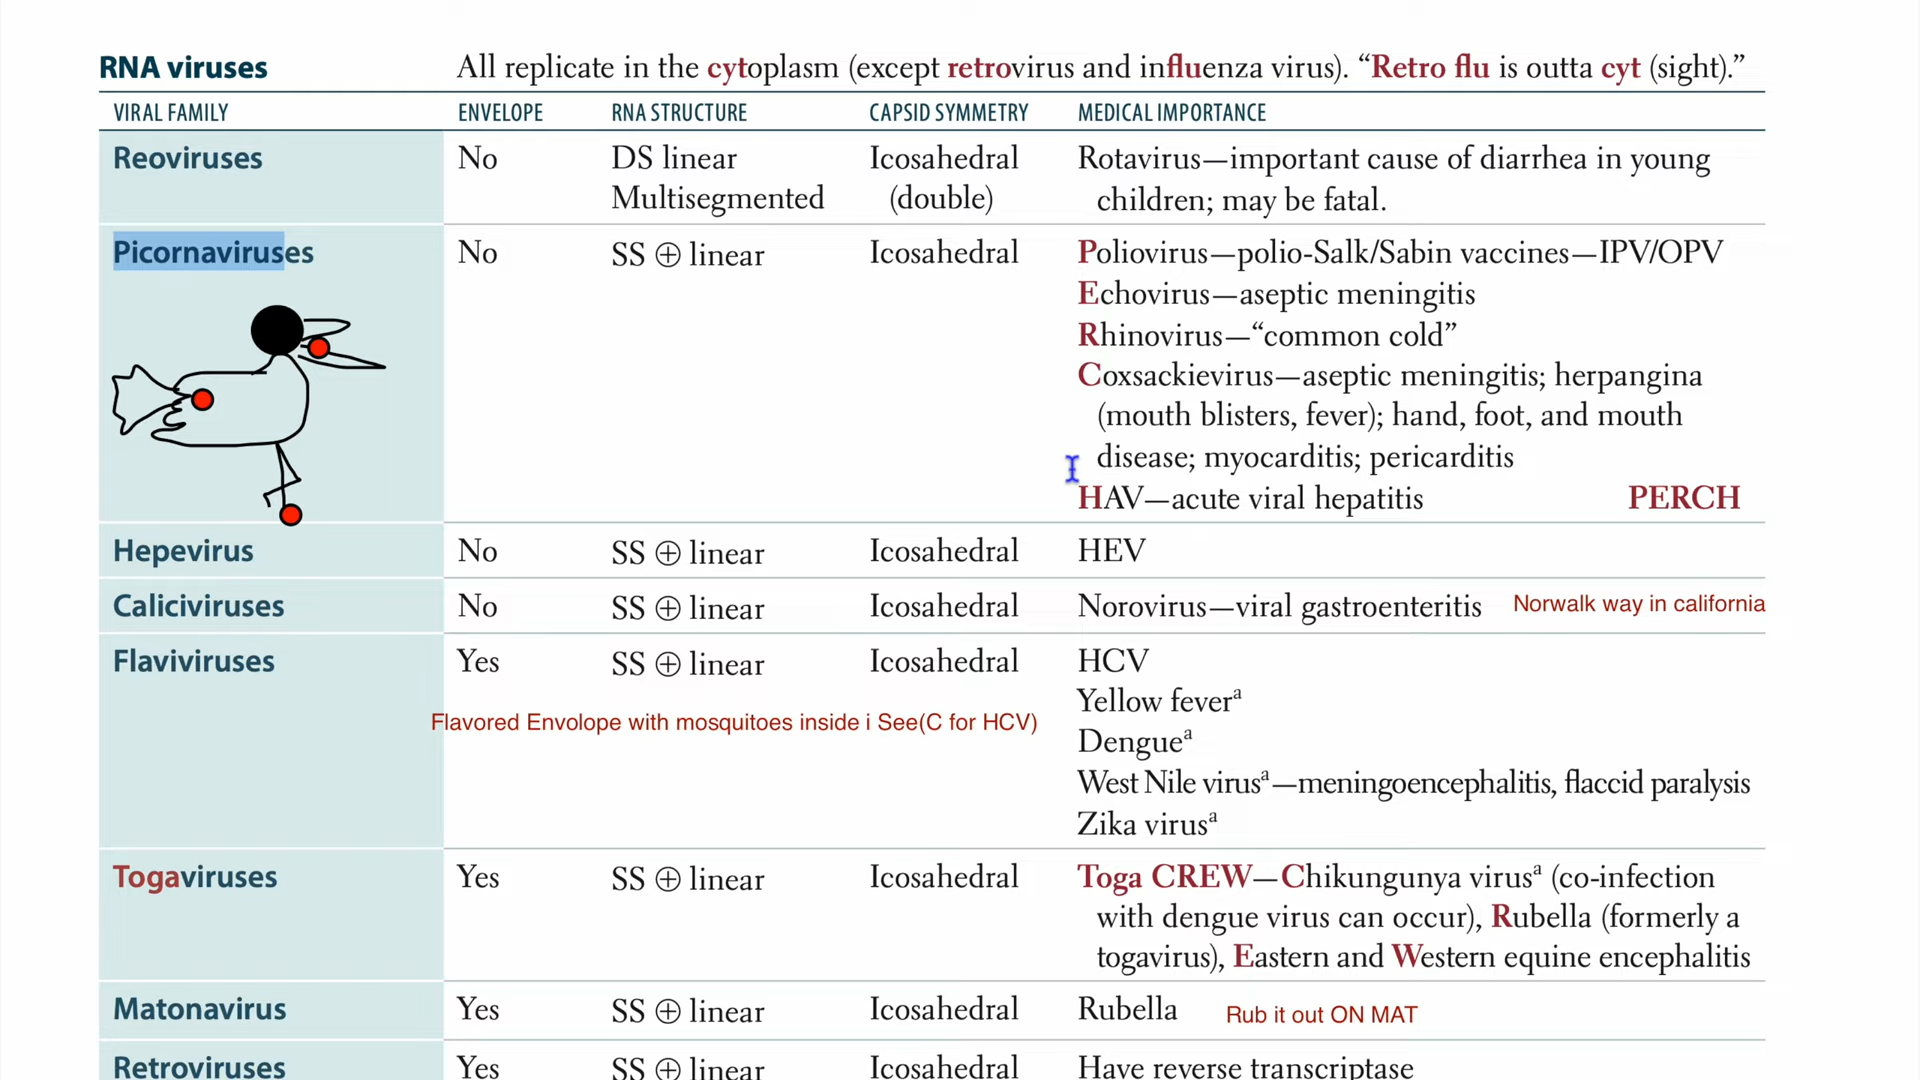 RNA viruses All replicate in the cytoplasm (except retrovirus and influenza virus). “Retro flu is outta cyt (sight).”
VIRAL FAMILY ENVELOPE RNA STRUCTURE CAPSID SYMMETRY MEDICAL IMPORTANCE
Reoviruses No DS linear Icosahedral Rotavirus—important cause of diarrhea in young
Multisegmented (double) children; may be fatal.
Picornaviruses No SS ⊕ linear Icosahedral Poliovirus—polio-Salk/Sabin vaccines—IPV/OPV
Echovirus—aseptic meningitis
Rhinovirus—“common cold”
Coxsackievirus—aseptic meningitis; herpangina
(mouth blisters, fever); hand, foot, and mouth
disease; myocarditis; pericarditis
HAV—acute viral hepatitis PERCH
Hepevirus No SS ⊕ linear Icosahedral HEV
Caliciviruses No SS ⊕ linear Icosahedral Norovirus—viral gastroenteritis Norwalk way in california
Flaviviruses Yes SS ⊕ linear Icosahedral HCV
Yellow feverᵃ
Flavored Envolope with mosquitoes inside i See(C for HCV)
Dengueᵃ
West Nile virusᵃ—meningoencephalitis, flaccid paralysis
Zika virusᵃ
Togaviruses Yes SS ⊕ linear Icosahedral Toga CREW—Chikungunya virusᵃ (co-infection
with dengue virus can occur), Rubella (formerly a
togavirus), Eastern and Western equine encephalitis
Matonavirus Yes SS ⊕ linear Icosahedral Rubella Rub it out ON MAT
Retroviruses Yes SS ⊕ linear Icosahedral Have reverse transcriptase